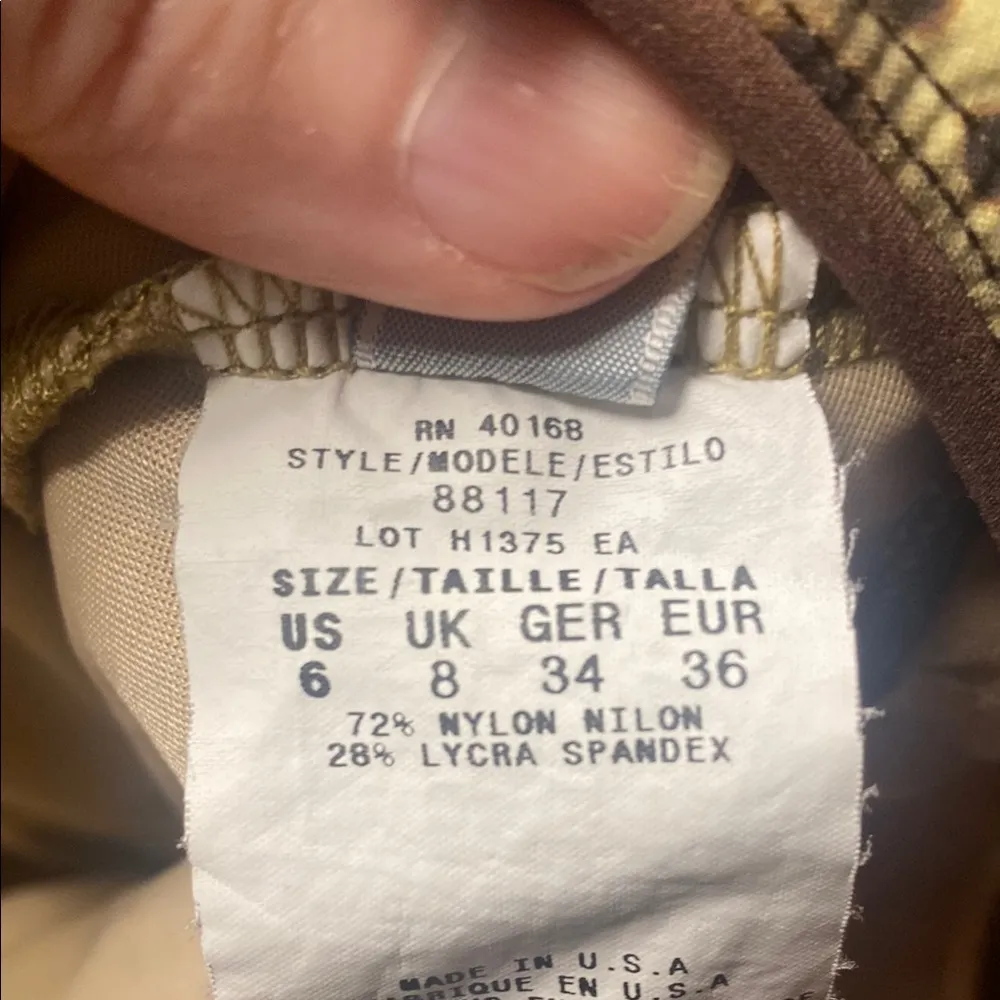 RN 40168
STYLE/MODELE/ESTILO
88117
LOT H1375 EA
SIZE/TAILLE/TALLA
US UK GER EUR
6 8 34 36
72% NYLON NILON
28% LYCRA SPANDEX
MADE IN U.S.A
EN U.S.A